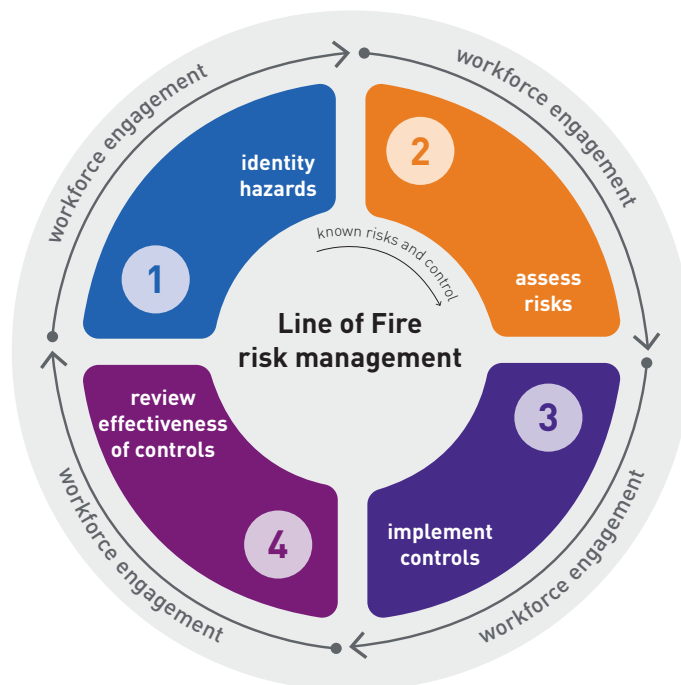 workforce engagement
workforce engagement
identity
hazards
1
2
assess
risks
known risks and control
Line of Fire
risk management
review
effectiveness
of controls
4
3
implement
controls
workforce engagement
workforce engagement